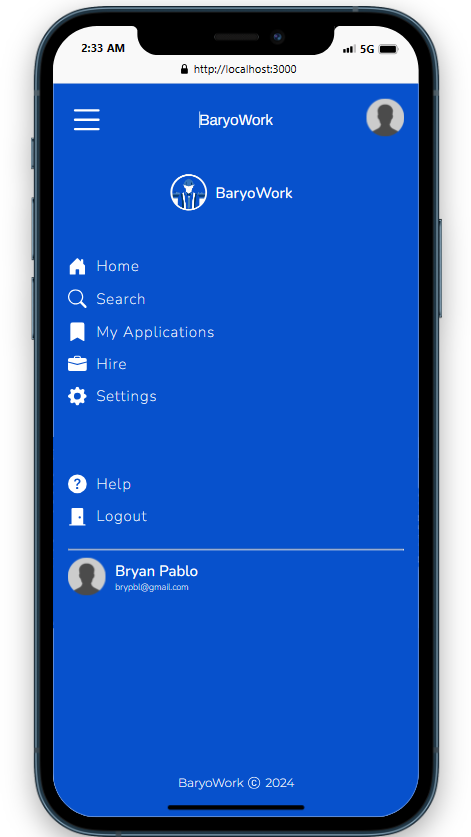 2:33 AM 5G
http://localhost:3000
BaryoWork
BaryoWork
Home
Search
My Applications
Hire
Settings
? Help
Logout
Bryan Pablo
brypbl@gmail.com
BaryoWork © 2024